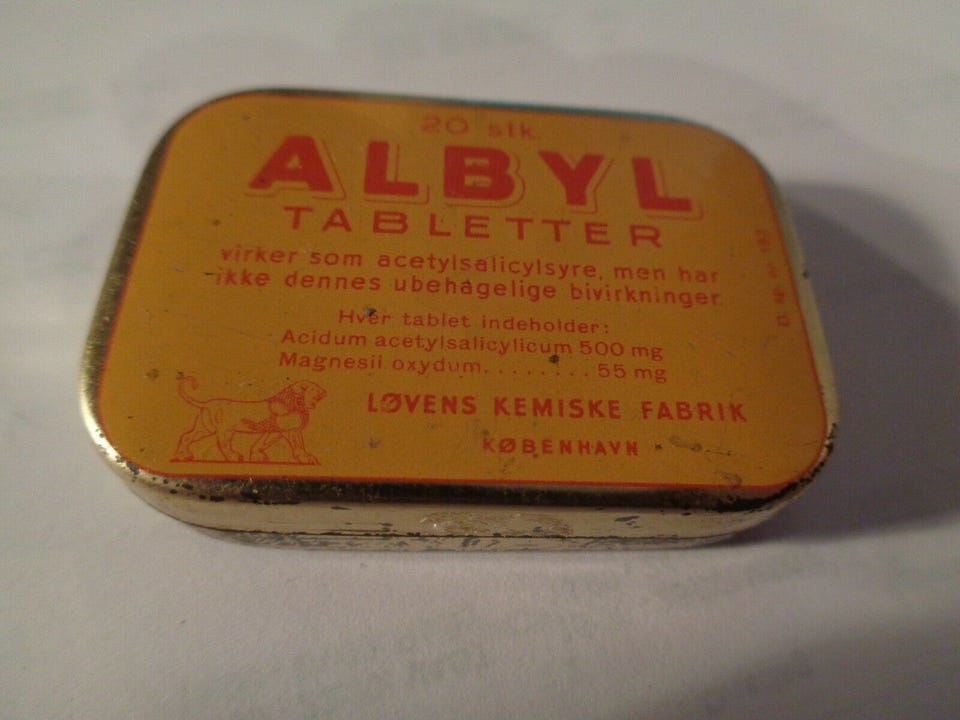 20 stk.
ALBYL
TABLETTER
virker som acetylsalicylsyre, men har
ikke dennes ubehagelige bivirkninger
Hver tablet indeholder:
Acidum acetylsalicylicum 500 mg
Magnesii oxydum........ 55 mg
LØVENS KEMISKE FABRIK
KØBENHAVN